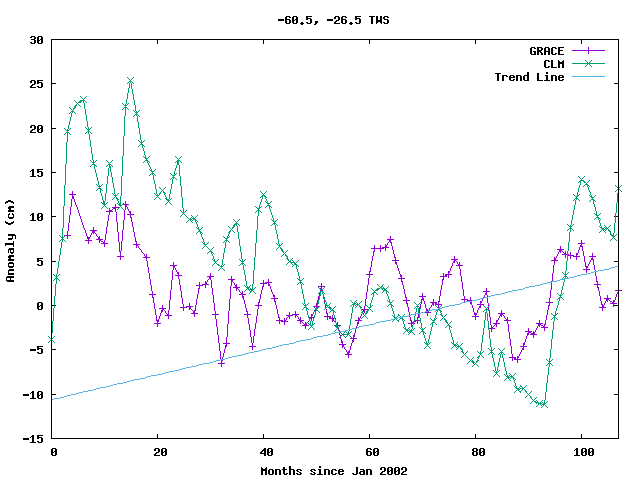 -60.5, -26.5 TWS
GRACE
CLM
Trend Line
30
25
20
15
10
5
0
-5
-10
-15
Anomaly (cm)
0 20 40 60 80 100
Months since Jan 2002